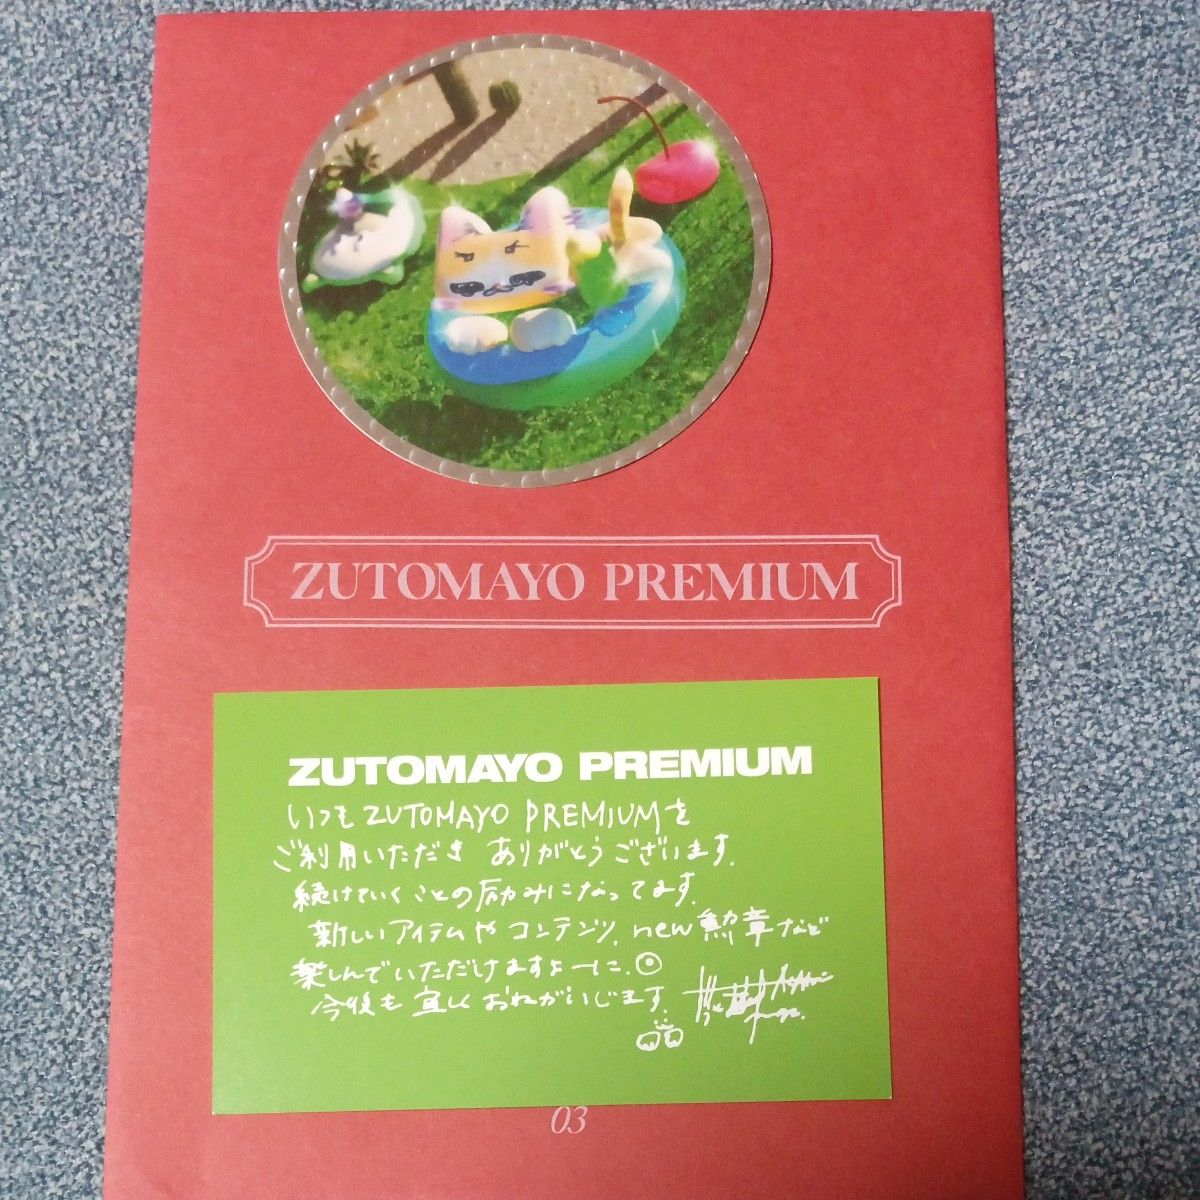 ZUTOMAYO PREMIUM
ZUTOMAYO PREMIUM
いつもZUTOMAYO PREMIUMを
ご利用いただき ありがとうございます.
続けていくことの励みになってます.
新しいアイテムや コンテンツ, new 勲章など
楽しんでいただけますよーに.
今後も宜しくおねがいします.
03